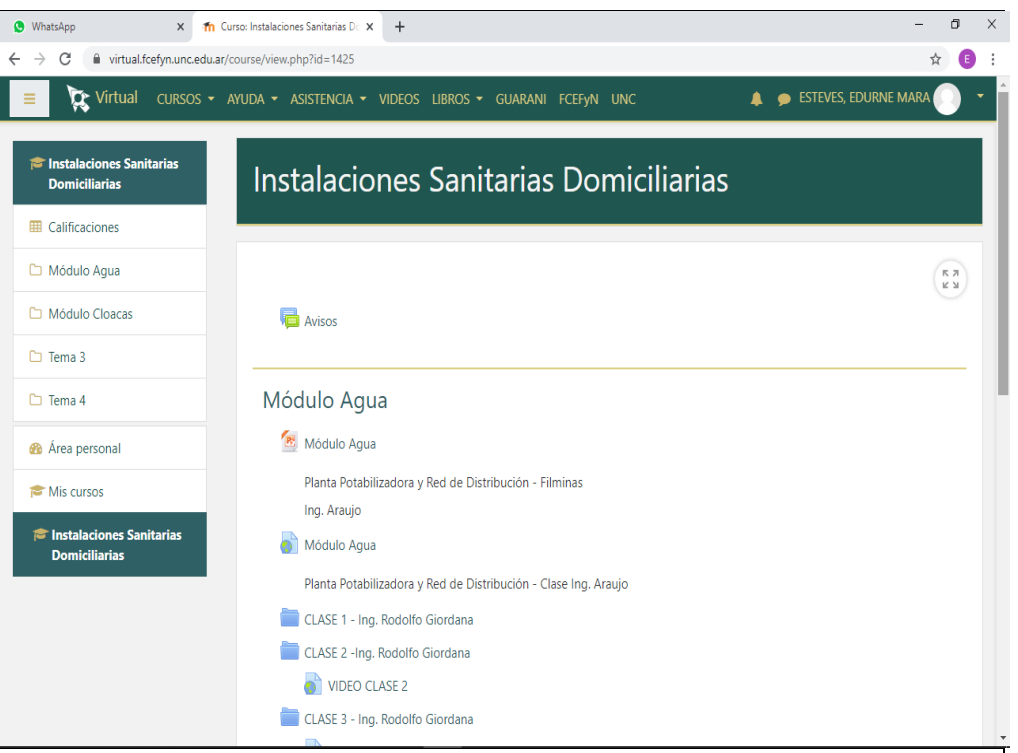 WhatsApp
Curso: Instalaciones Sanitarias Do
virtual.fcefyn.unc.edu.ar/course/view.php?id=1425
E
Virtual CURSOS AYUDA ASISTENCIA VIDEOS LIBROS GUARANI FCEFyN UNC ESTEVES, EDURNE MARA
Instalaciones Sanitarias
Domiciliarias
Calificaciones
Módulo Agua
Módulo Cloacas
Tema 3
Tema 4
Área personal
Mis cursos
Instalaciones Sanitarias
Domiciliarias
Instalaciones Sanitarias Domiciliarias
Avisos
Módulo Agua
Módulo Agua
Planta Potabilizadora y Red de Distribución - Filminas
Ing. Araujo
Módulo Agua
Planta Potabilizadora y Red de Distribución - Clase Ing. Araujo
CLASE 1 - Ing. Rodolfo Giordana
CLASE 2 -Ing. Rodolfo Giordana
VIDEO CLASE 2
CLASE 3 - Ing. Rodolfo Giordana